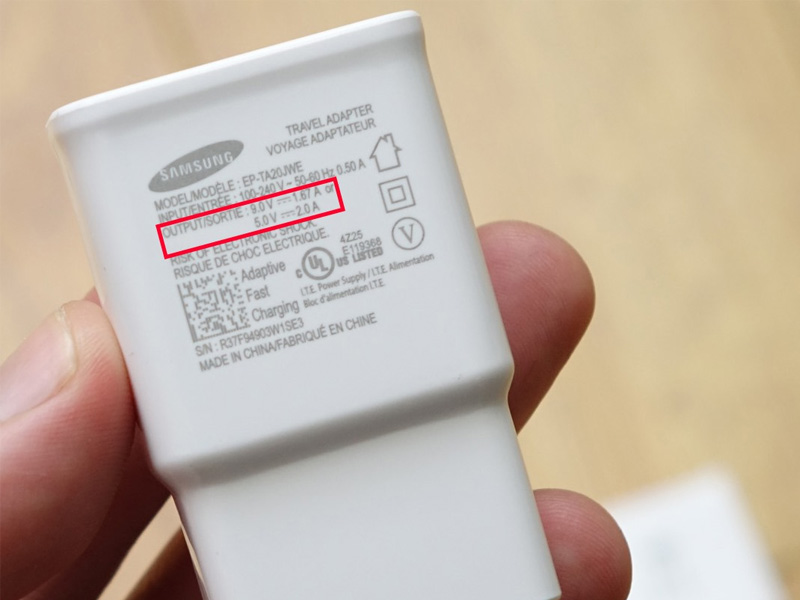 TRAVEL ADAPTER
VOYAGE ADAPTATEUR
SAMSUNG
MODEL/MODÈLE : EP-TA20JWE
INPUT/ENTRÉE : 100-240 V ~ 50-60 Hz 0.50 A
OUTPUT/SORTIE : 9.0 V ⎓ 1.67 A or
5.0 V ⎓ 2.0 A
RISK OF ELECTRONIC SHOCK.
RISQUE DE CHOC ELECTRIQUE.
Adaptive
Fast
Charging
4Z25
E119368
c UL US LISTED
I.T.E. Power Supply / I.T.E. Alimentation
Bloc d'alimentation I.T.E.
V
S/N : R37F94903W1SE3
MADE IN CHINA/FABRIQUÉ EN CHINE